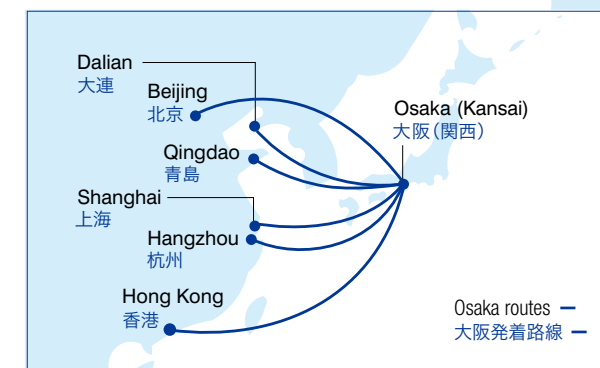 Dalian
大連
Beijing
北京
Osaka (Kansai)
大阪(関西)
Qingdao
青島
Shanghai
上海
Hangzhou
杭州
Hong Kong
香港
Osaka routes
大阪発着路線